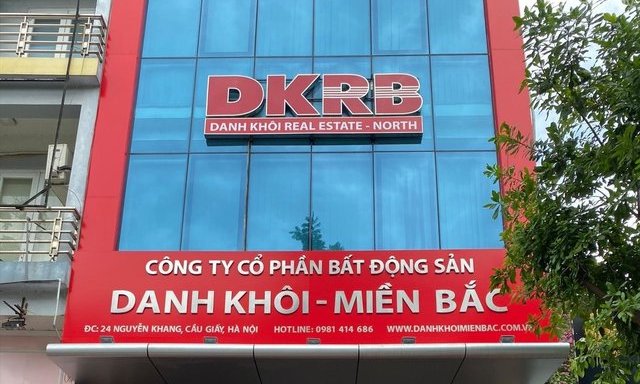 DKRB
DANH KHÔI REAL ESTATE - NORTH
CÔNG TY CỔ PHẦN BẤT ĐỘNG SẢN
DANH KHÔI - MIỀN BẮC
ĐC: 24 NGUYỄN KHANG, CẦU GIẤY, HÀ NỘI HOTLINE: 0981 414 686 WWW.DANHKHOIMIENBAC.COM.VN